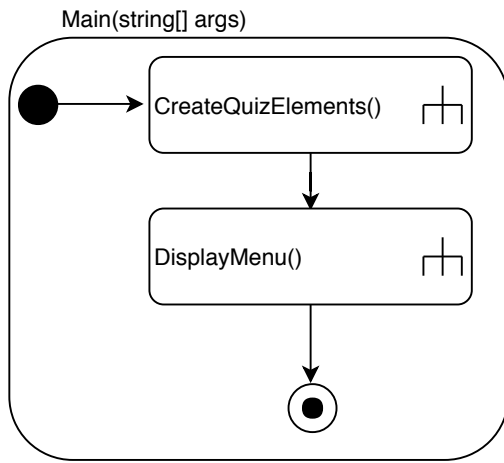 Main(string[] args)
CreateQuizElements()
DisplayMenu()